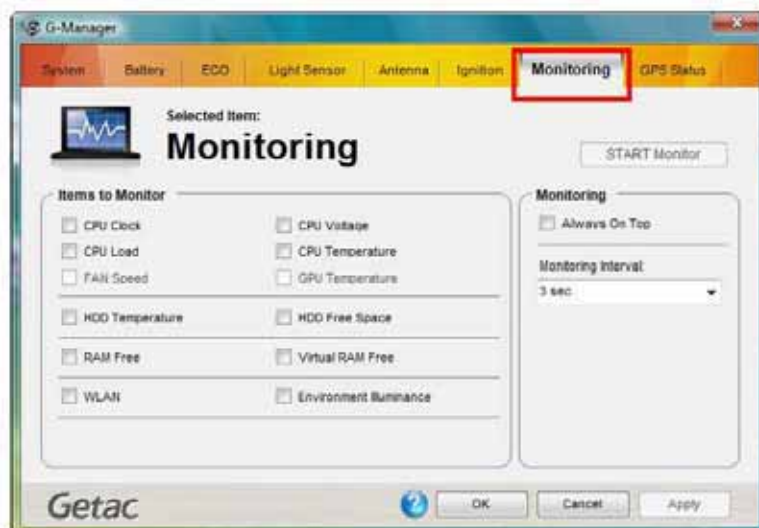 G-Manager
System Battery ECO Light Sensor Antenna Ignition Monitoring GPS Status
Selected Item:
Monitoring
START Monitor
Items to Monitor
CPU Clock CPU Voltage
CPU Load CPU Temperature
FAN Speed GPU Temperature
HDD Temperature HDD Free Space
RAM Free Virtual RAM Free
WLAN Environment Illuminance
Monitoring
Always On Top
Monitoring Interval:
3 sec
Getac
? OK Cancel Apply